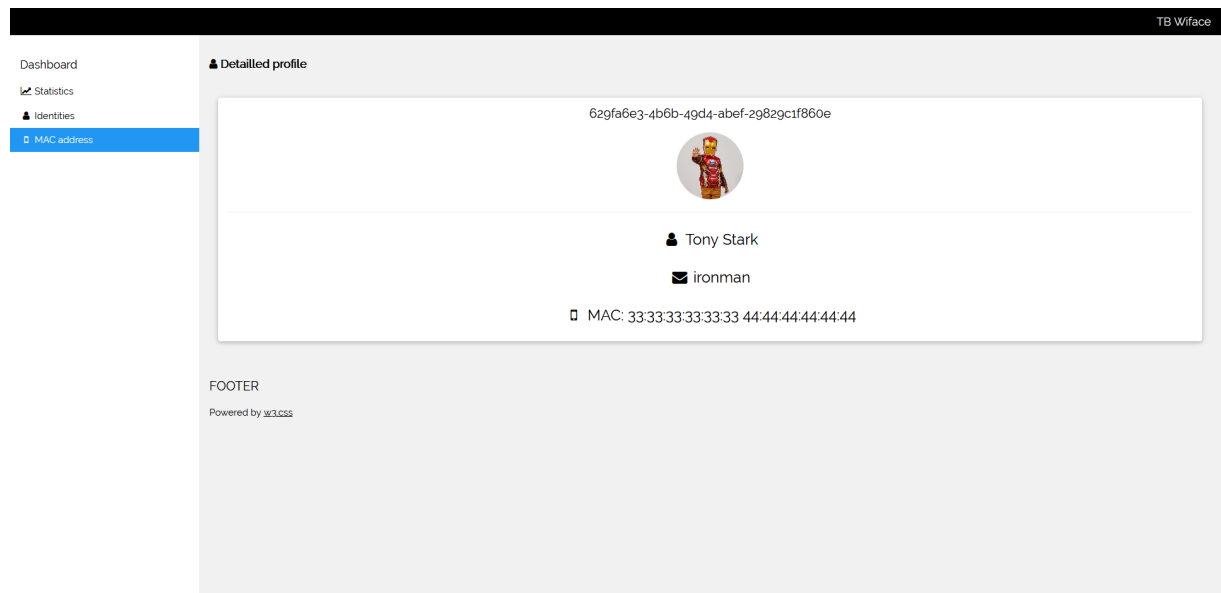 TB Wiface
Dashboard
Statistics
Identities
MAC address
Detailled profile
629fa6e3-4b6b-49d4-abef-29829c1f860e
Tony Stark
ironman
MAC: 33:33:33:33:33:33 44:44:44:44:44:44
FOOTER
Powered by w3.css